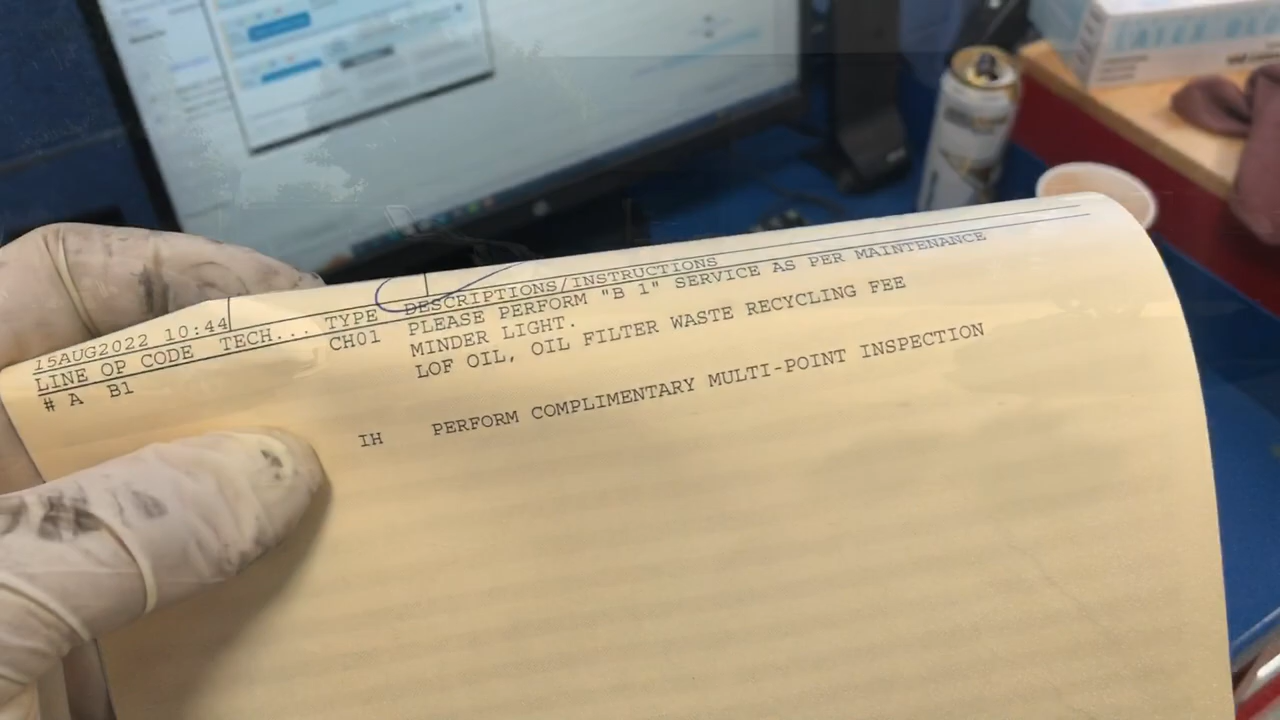 15AUG2022 10:44
LINE OP CODE TECH... TYPE DESCRIPTIONS/INSTRUCTIONS
# A B1 CH01 PLEASE PERFORM "B 1" SERVICE AS PER MAINTENANCE
MINDER LIGHT.
LOF OIL, OIL FILTER WASTE RECYCLING FEE
IH PERFORM COMPLIMENTARY MULTI-POINT INSPECTION